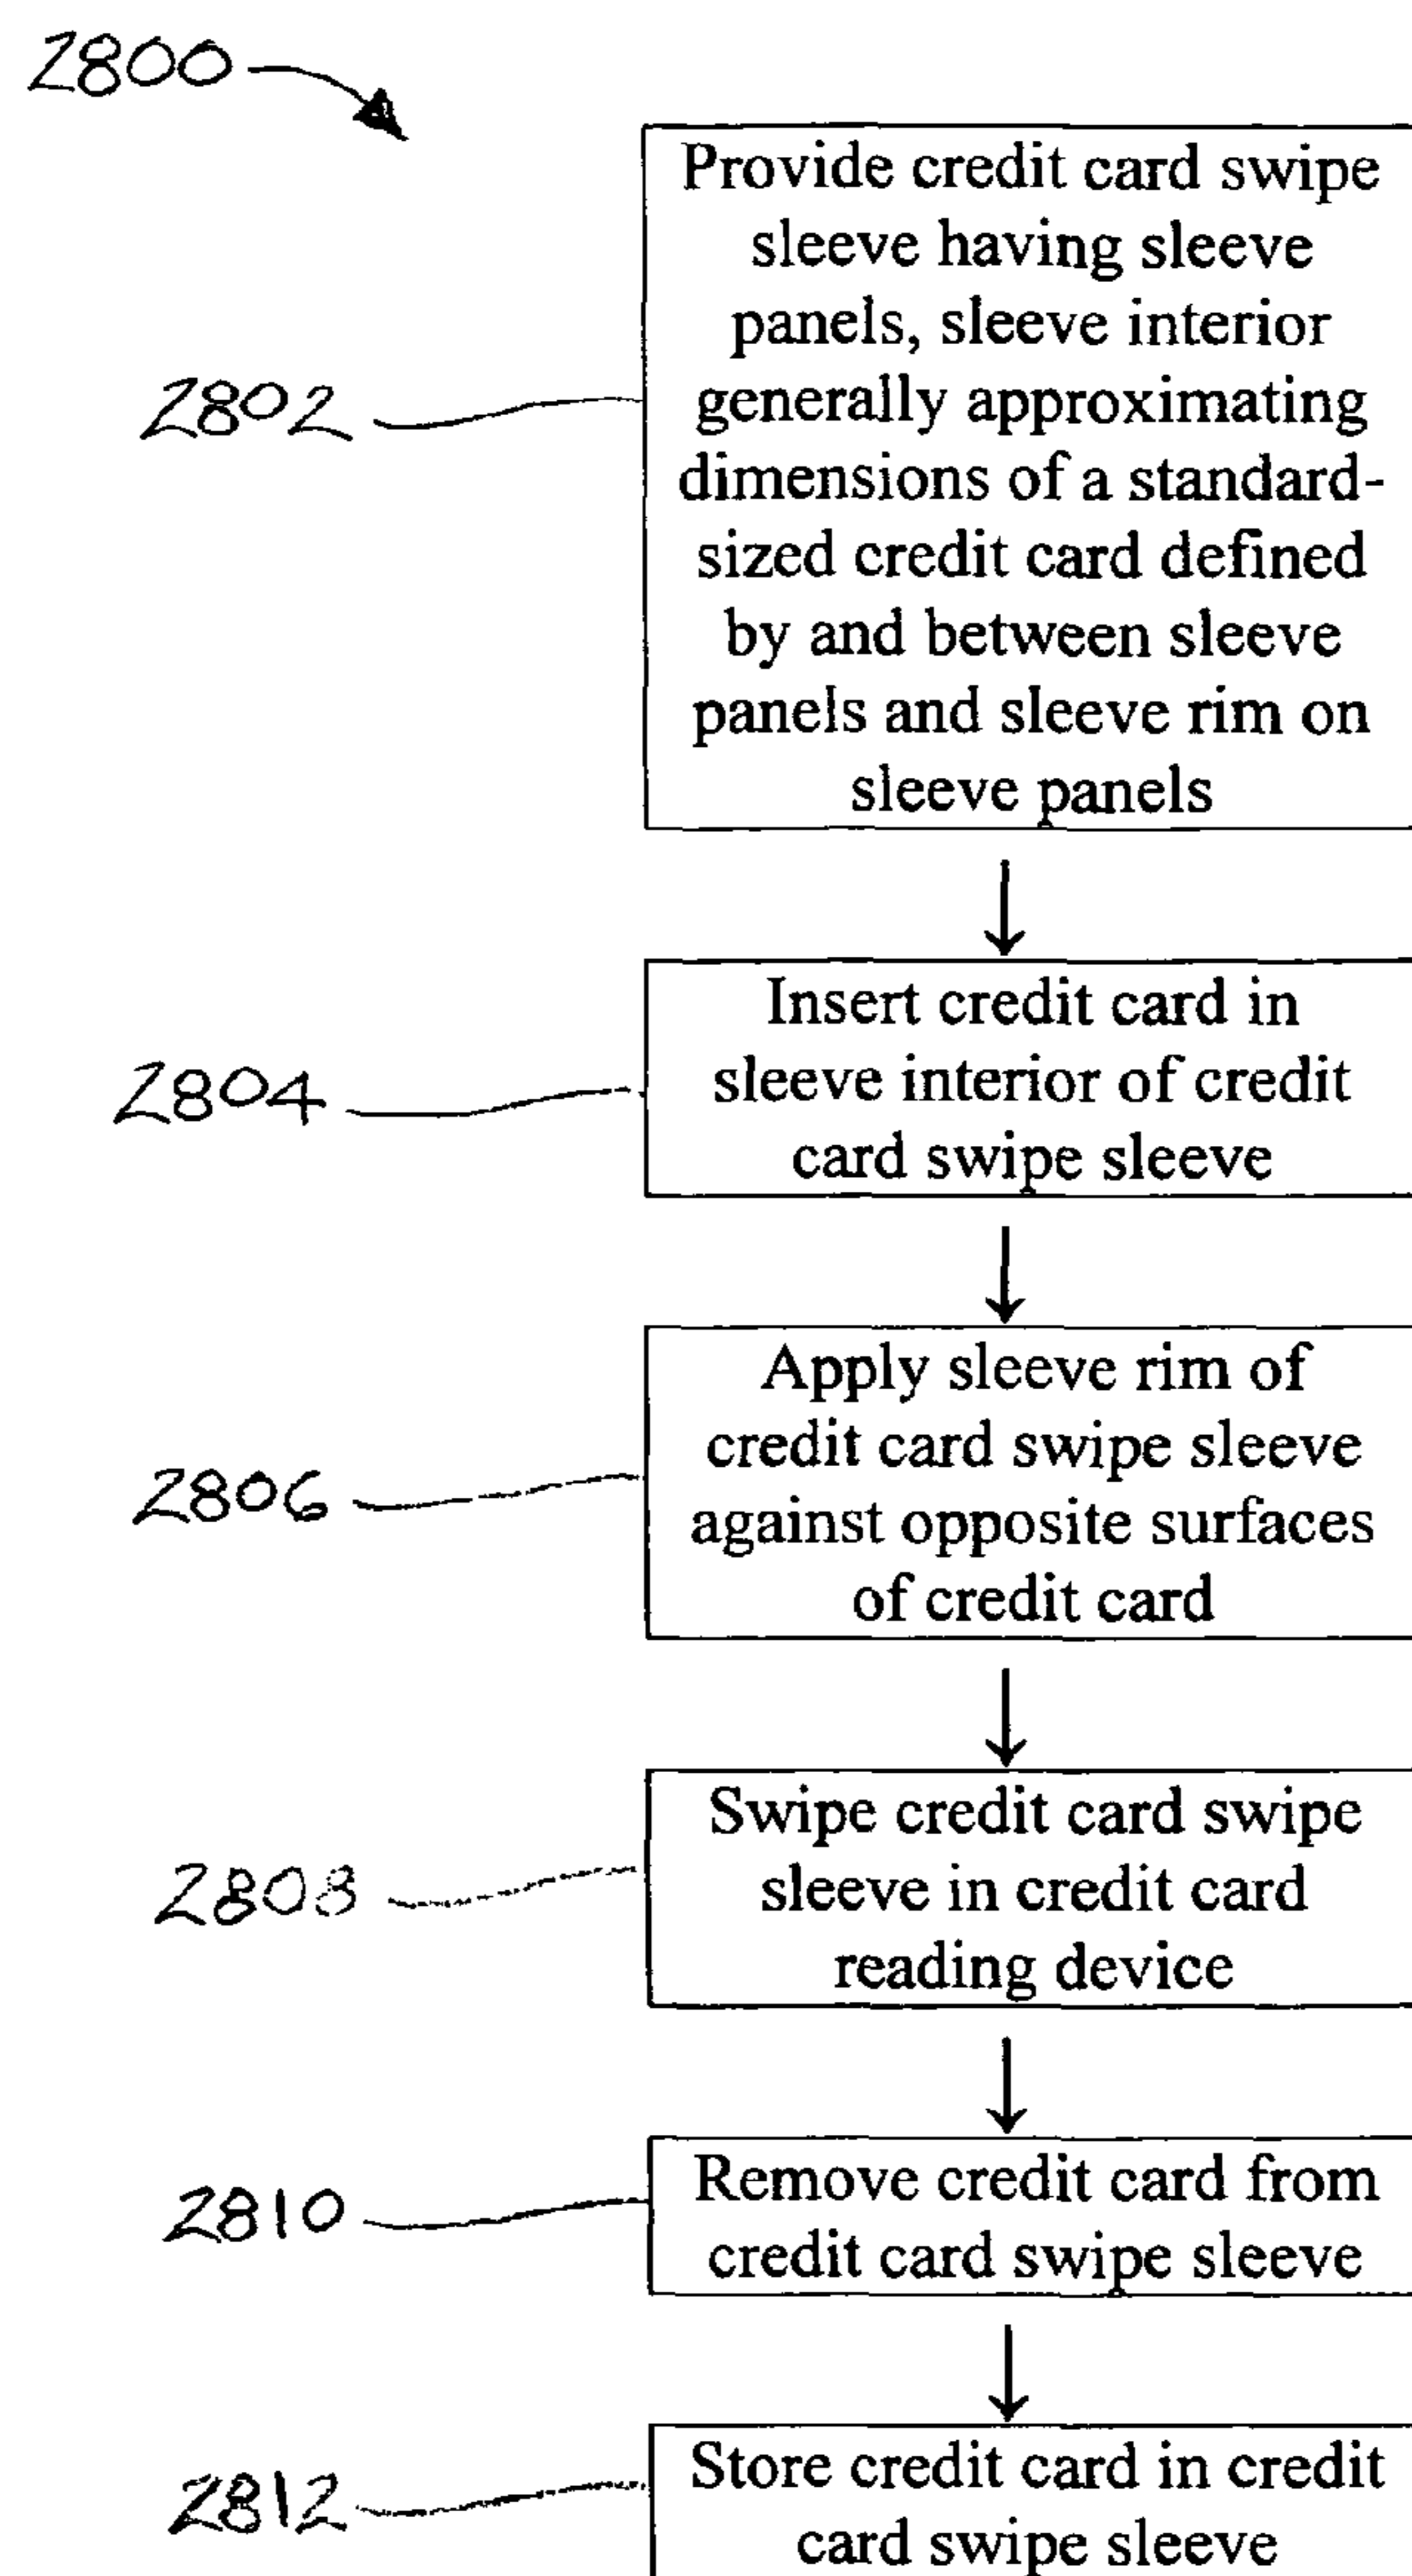 2800
Provide credit card swipe
sleeve having sleeve
panels, sleeve interior
generally approximating
dimensions of a standard-
sized credit card defined
by and between sleeve
panels and sleeve rim on
sleeve panels
2802
Insert credit card in
sleeve interior of credit
card swipe sleeve
2804
Apply sleeve rim of
credit card swipe sleeve
against opposite surfaces
of credit card
2806
Swipe credit card swipe
sleeve in credit card
reading device
2808
Remove credit card from
credit card swipe sleeve
2810
Store credit card in credit
card swipe sleeve
2812